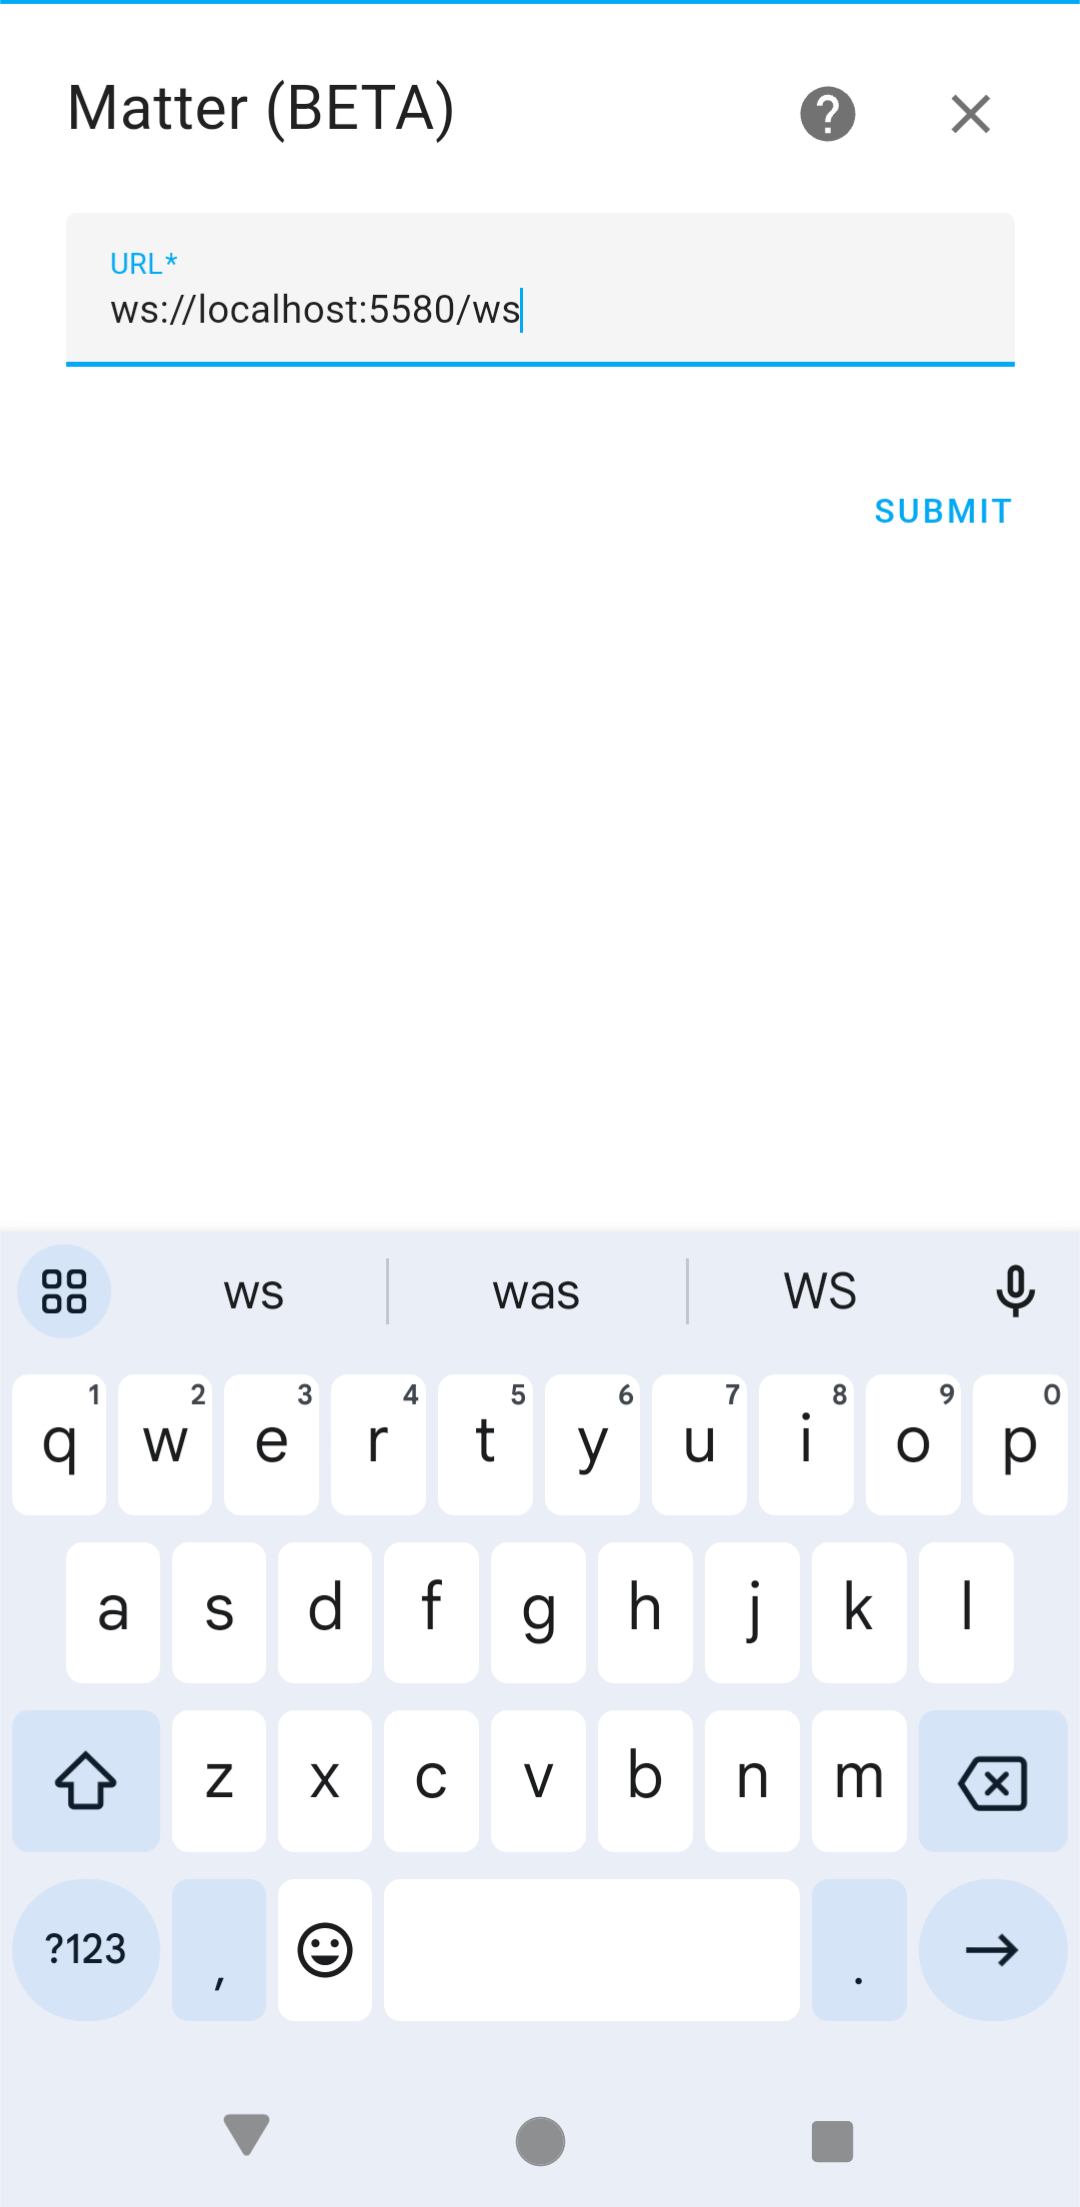 Matter (BETA)
URL*
ws://localhost:5580/ws
SUBMIT
ws was WS
q 1 w 2 e 3 r 4 t 5 y 6 u 7 i 8 o 9 p 0
a s d f g h j k l
z x c v b n m
?123 , .